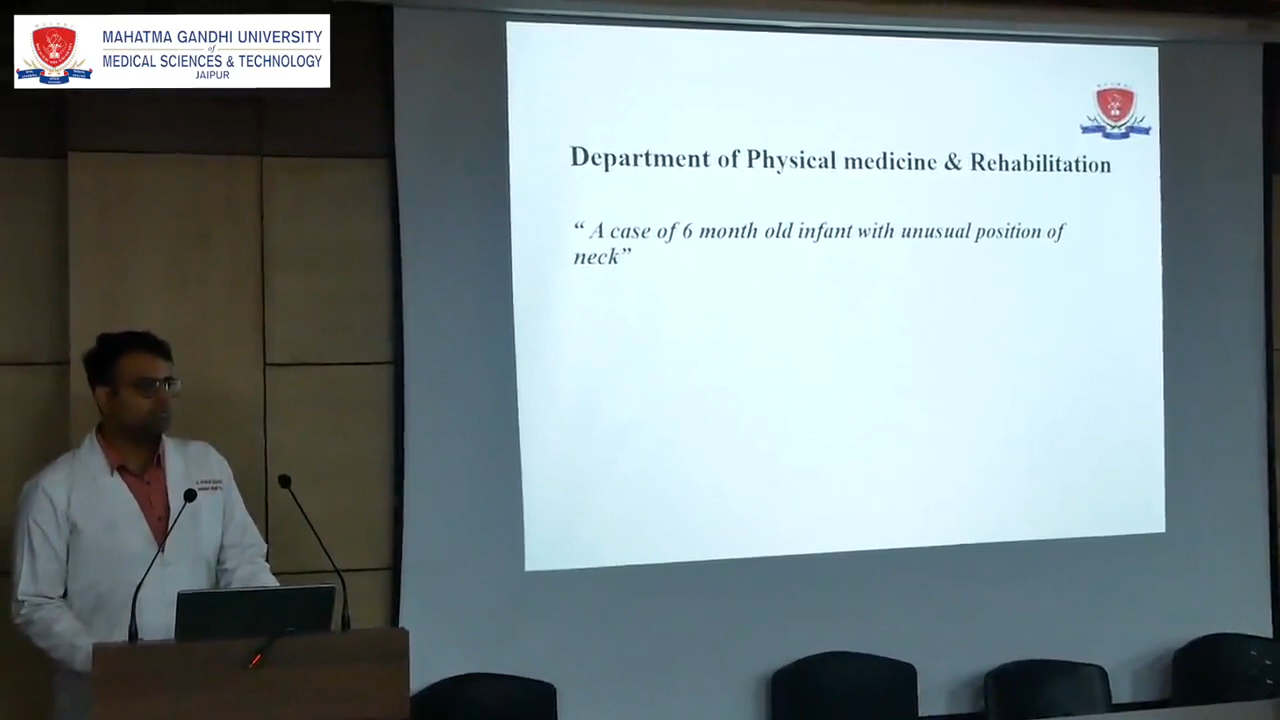 MAHATMA GANDHI UNIVERSITY
of
MEDICAL SCIENCES & TECHNOLOGY
JAIPUR
Department of Physical medicine & Rehabilitation
“ A case of 6 month old infant with unusual position of
neck”